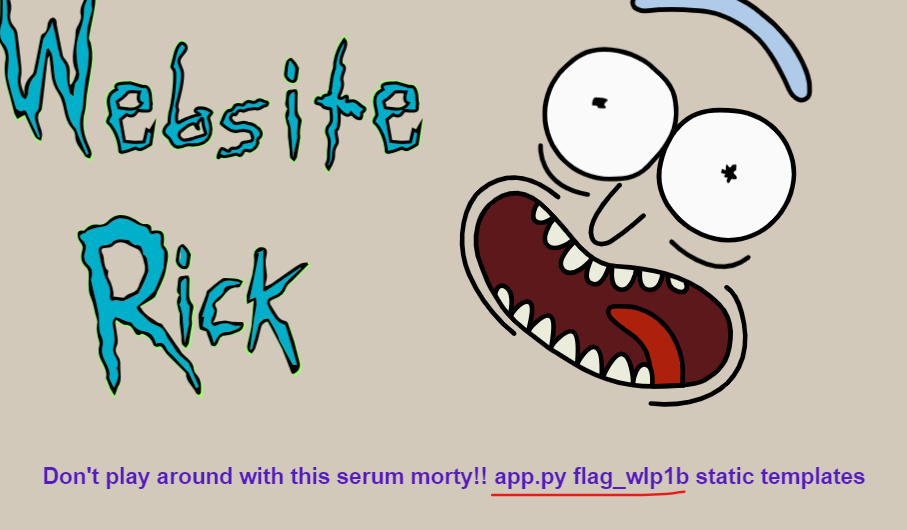 Website
Rick
Don't play around with this serum morty!! app.py flag_wlp1b static templates